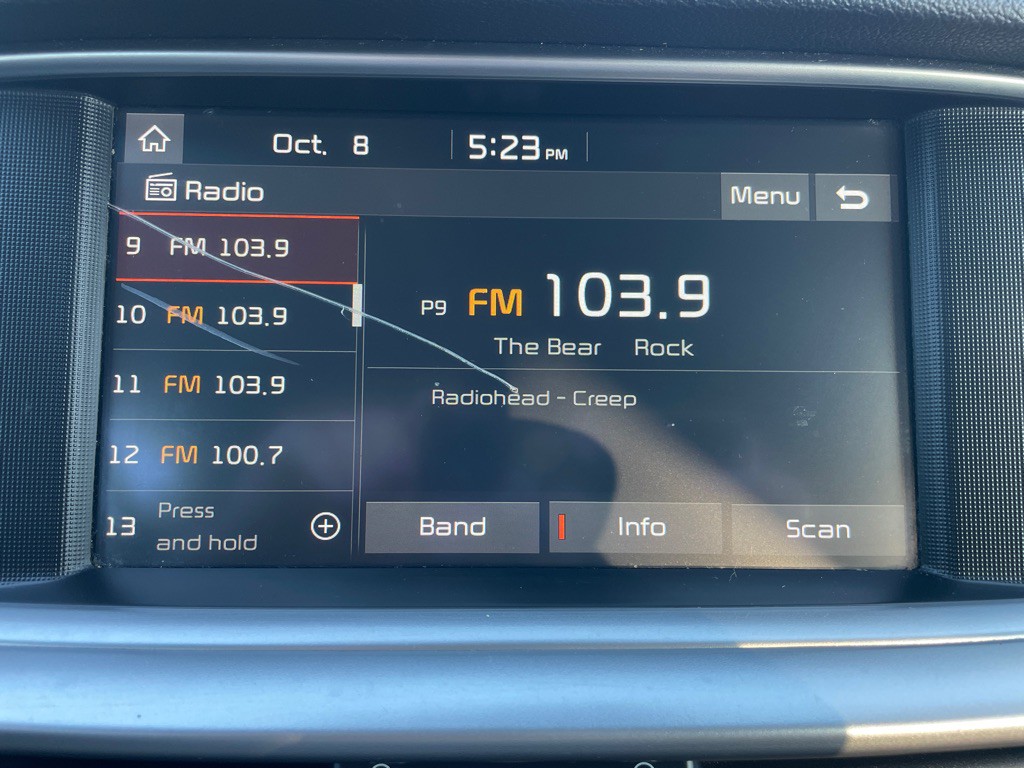 Oct. 8 5:23 PM
Radio Menu
9 FM 103.9
10 FM 103.9
11 FM 103.9
12 FM 100.7
13 Press
and hold
P9 FM 103.9
The Bear Rock
Radiohead - Creep
Band Info Scan